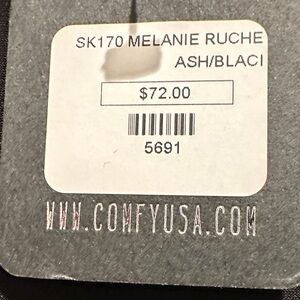 SK170 MELANIE RUCHE
ASH/BLACI
$72.00
5691
WWW.COMFYUSA.COM